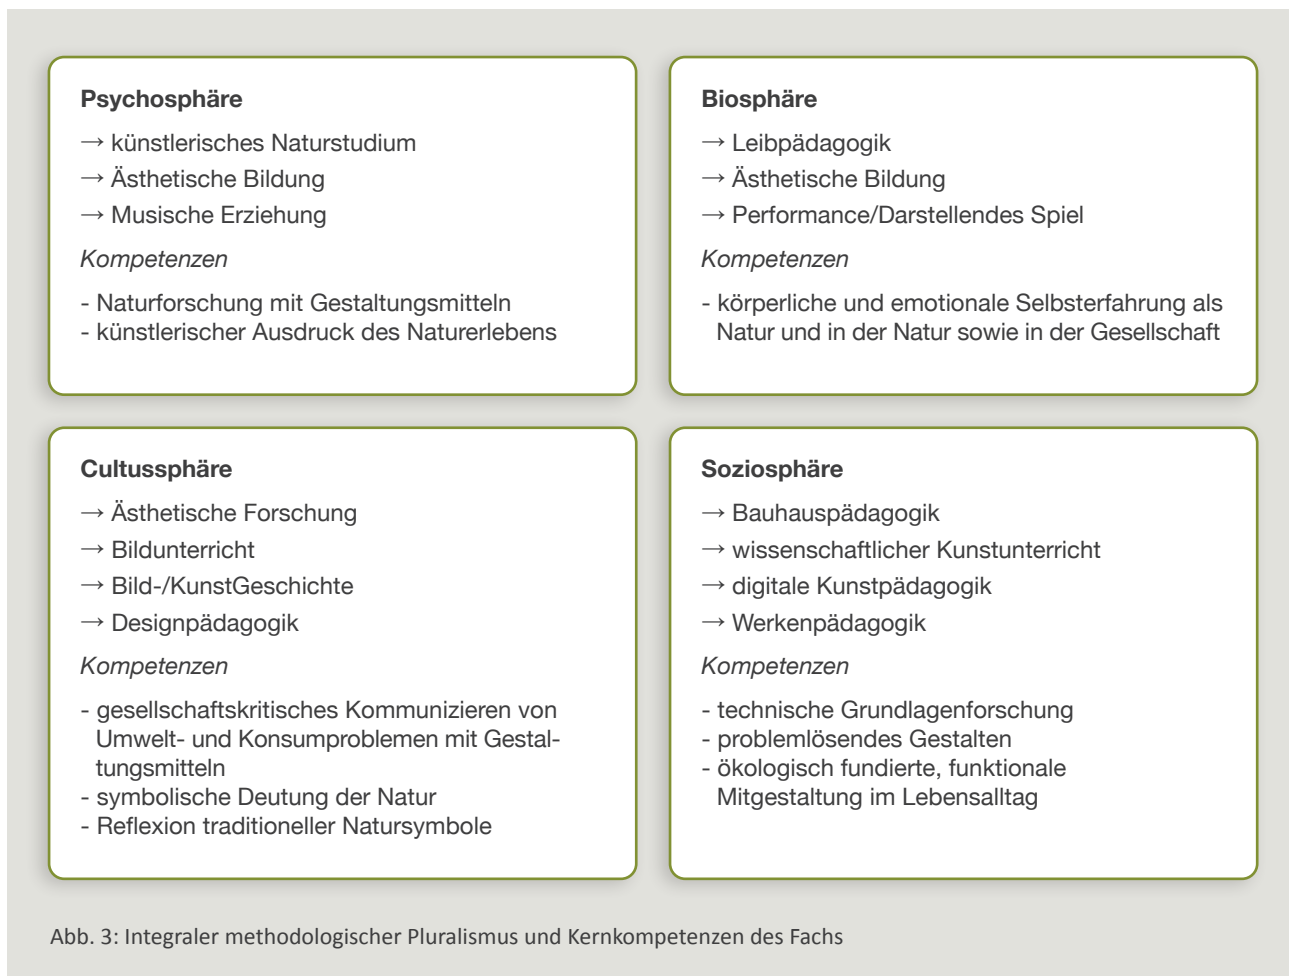 Psychosphäre
→ künstlerisches Naturstudium
→ Ästhetische Bildung
→ Musische Erziehung
Kompetenzen
- Naturforschung mit Gestaltungsmitteln
- künstlerischer Ausdruck des Naturerlebens
Biosphäre
→ Leibpädagogik
→ Ästhetische Bildung
→ Performance/Darstellendes Spiel
Kompetenzen
- körperliche und emotionale Selbsterfahrung als
Natur und in der Natur sowie in der Gesellschaft
Cultussphäre
→ Ästhetische Forschung
→ Bildunterricht
→ Bild-/KunstGeschichte
→ Designpädagogik
Kompetenzen
- gesellschaftskritisches Kommunizieren von
Umwelt- und Konsumproblemen mit Gestal-
tungsmitteln
- symbolische Deutung der Natur
- Reflexion traditioneller Natursymbole
Soziosphäre
→ Bauhauspädagogik
→ wissenschaftlicher Kunstunterricht
→ digitale Kunstpädagogik
→ Werkenpädagogik
Kompetenzen
- technische Grundlagenforschung
- problemlösendes Gestalten
- ökologisch fundierte, funktionale
Mitgestaltung im Lebensalltag
Abb. 3: Integraler methodologischer Pluralismus und Kernkompetenzen des Fachs